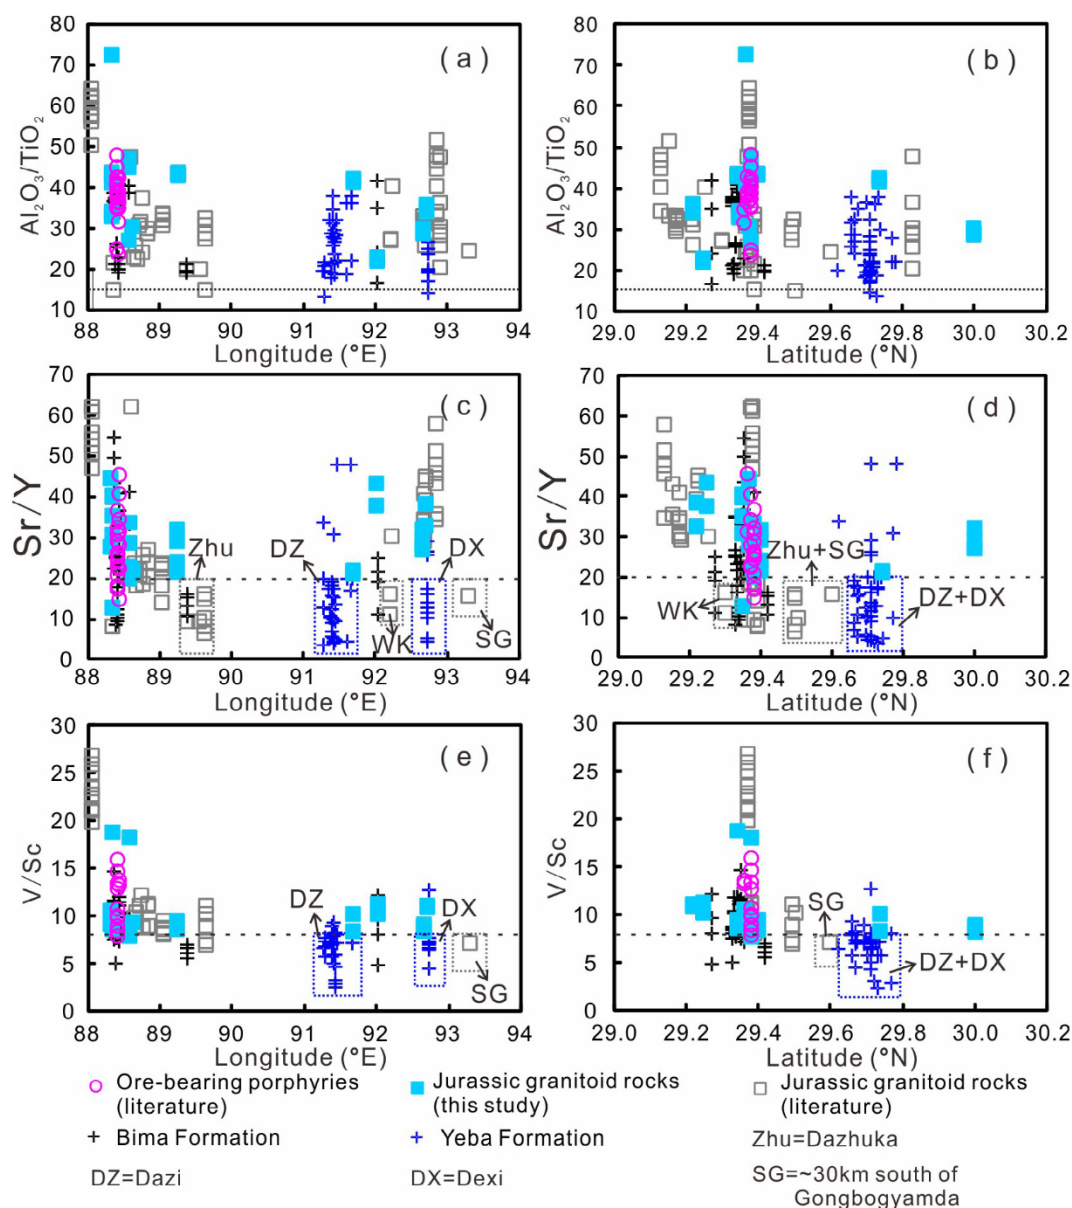 80
70
60
50
40
30
20
10
Al2O3/TiO2
(a)
88 89 90 91 92 93 94
Longitude (°E)
80
70
60
50
40
30
20
10
Al2O3/TiO2
(b)
29.0 29.2 29.4 29.6 29.8 30.0 30.2
Latitude (°N)
70
60
50
40
30
20
10
0
Sr/Y
(c)
Zhu
DZ
DX
WK
SG
88 89 90 91 92 93 94
Longitude (°E)
70
60
50
40
30
20
10
0
Sr/Y
(d)
Zhu+SG
WK
DZ+DX
29.0 29.2 29.4 29.6 29.8 30.0 30.2
Latitude (°N)
30
25
20
15
10
5
0
V/Sc
(e)
DZ
DX
SG
88 89 90 91 92 93 94
Longitude (°E)
30
25
20
15
10
5
0
V/Sc
(f)
SG
DZ+DX
29.0 29.2 29.4 29.6 29.8 30.0 30.2
Latitude (°N)
Ore-bearing porphyries
(literature)
Jurassic granitoid rocks
(this study)
Jurassic granitoid rocks
(literature)
Bima Formation
Yeba Formation
Zhu=Dazhuka
DZ=Dazi
DX=Dexi
SG=~30km south of
Gongbogyamda